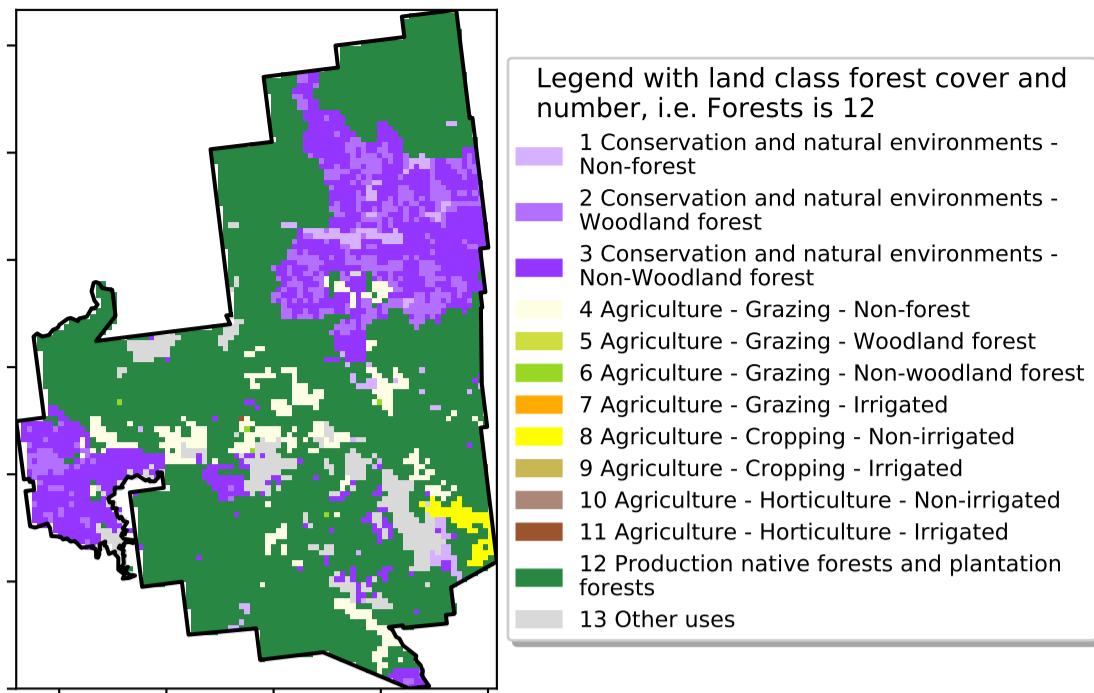 Legend with land class forest cover and
number, i.e. Forests is 12
1 Conservation and natural environments -
Non-forest
2 Conservation and natural environments -
Woodland forest
3 Conservation and natural environments -
Non-Woodland forest
4 Agriculture - Grazing - Non-forest
5 Agriculture - Grazing - Woodland forest
6 Agriculture - Grazing - Non-woodland forest
7 Agriculture - Grazing - Irrigated
8 Agriculture - Cropping - Non-irrigated
9 Agriculture - Cropping - Irrigated
10 Agriculture - Horticulture - Non-irrigated
11 Agriculture - Horticulture - Irrigated
12 Production native forests and plantation
forests
13 Other uses